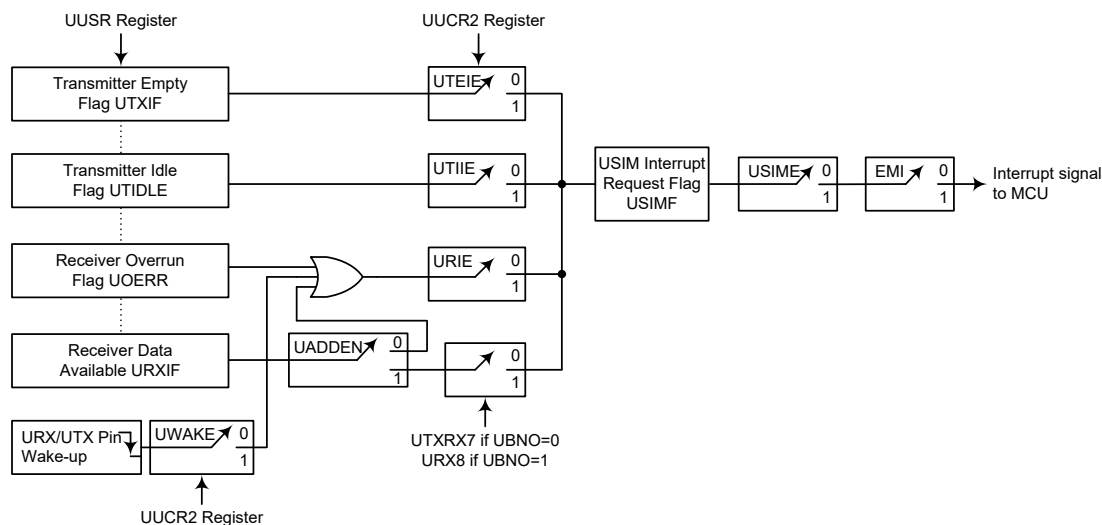 UUSR Register
UUCR2 Register
Transmitter Empty
Flag UTXIF
UTEIE
0
1
Transmitter Idle
Flag UTIDLE
UTIIE
0
1
USIM Interrupt
Request Flag
USIMF
USIME
0
1
EMI
0
1
Interrupt signal
to MCU
Receiver Overrun
Flag UOERR
URIE
0
1
Receiver Data
Available URXIF
UADDEN
0
1
0
1
URX/UTX Pin
Wake-up
UWAKE
0
1
UTXRX7 if UBNO=0
URX8 if UBNO=1
UUCR2 Register